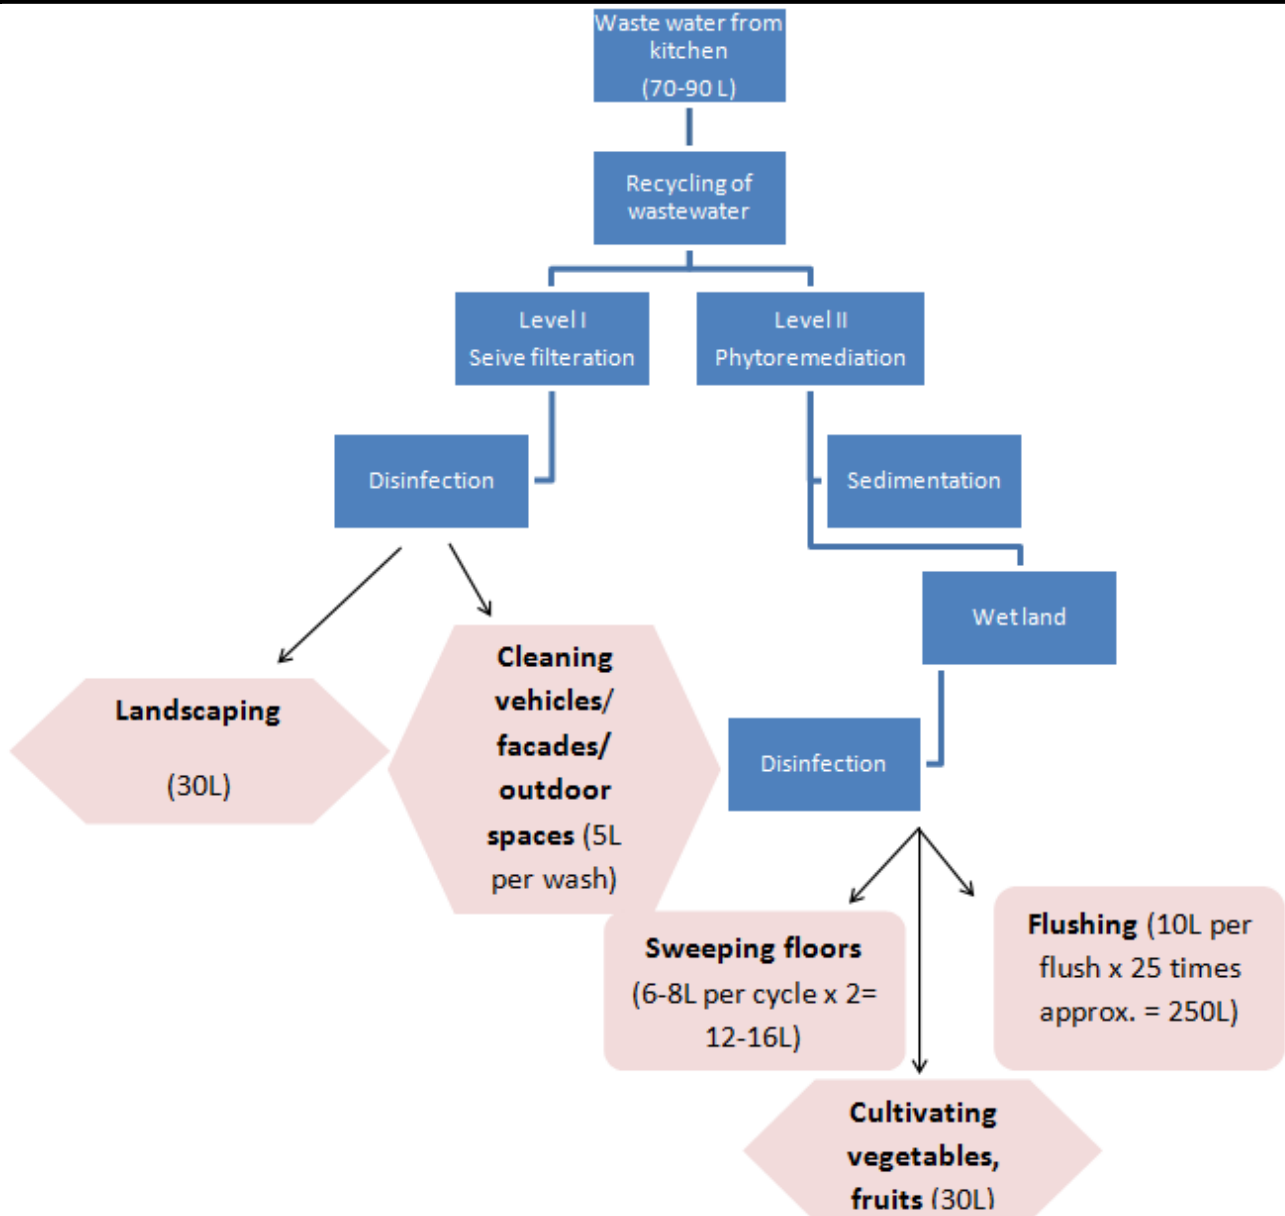 Waste water from
kitchen
(70-90 L)
Recycling of
wastewater
Level I
Seive filteration
Level II
Phytoremediation
Disinfection
Sedimentation
Wet land
Landscaping
(30L)
Cleaning
vehicles/
facades/
outdoor
spaces (5L
per wash)
Disinfection
Sweeping floors
(6-8L per cycle x 2=
12-16L)
Flushing (10L per
flush x 25 times
approx. = 250L)
Cultivating
vegetables,
fruits (30L)